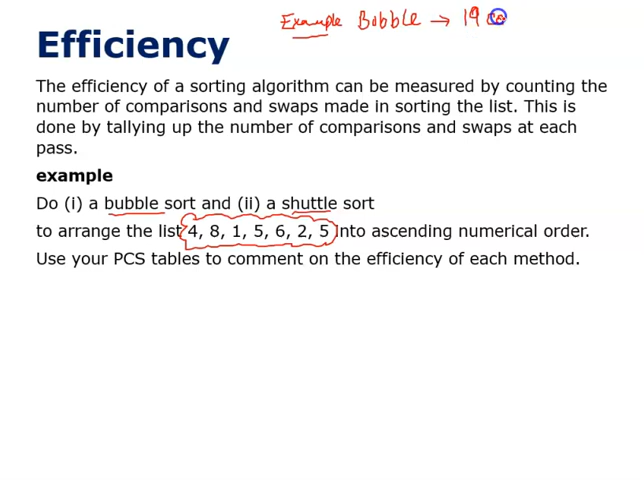 Example Bobble → 19 co
Efficiency
The efficiency of a sorting algorithm can be measured by counting the
number of comparisons and swaps made in sorting the list. This is
done by tallying up the number of comparisons and swaps at each
pass.
example
Do (i) a bubble sort and (ii) a shuttle sort
to arrange the list 4, 8, 1, 5, 6, 2, 5 into ascending numerical order.
Use your PCS tables to comment on the efficiency of each method.